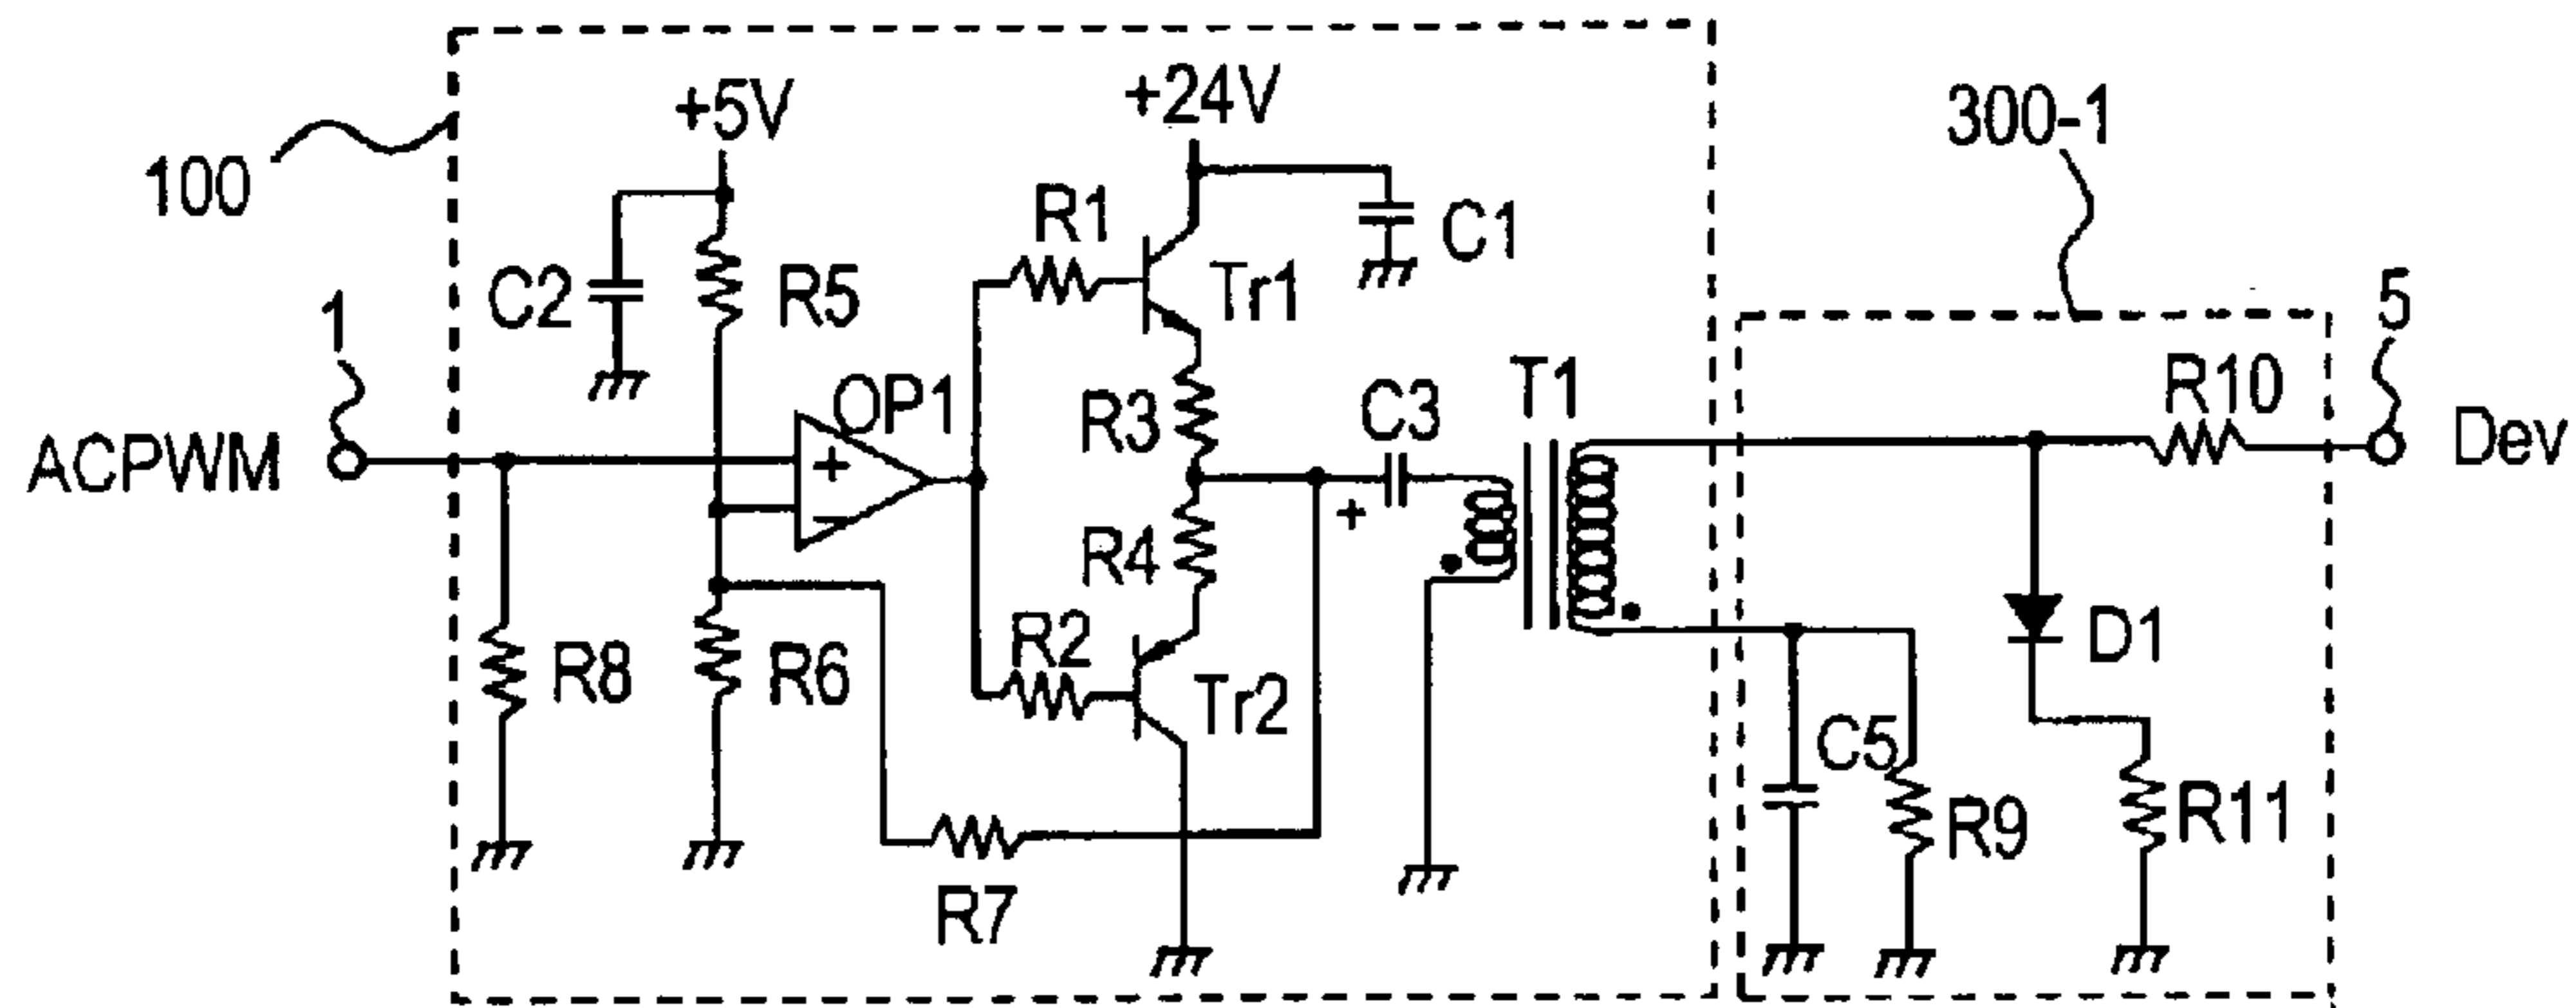 100
+5V
+24V
300-1
R1
C1
C2
R5
Tr1
1
5
OP1
R3
C3
T1
R10
ACPWM
+
-
+
Dev
R4
R8
R6
R2
Tr2
D1
C5
R9
R11
R7